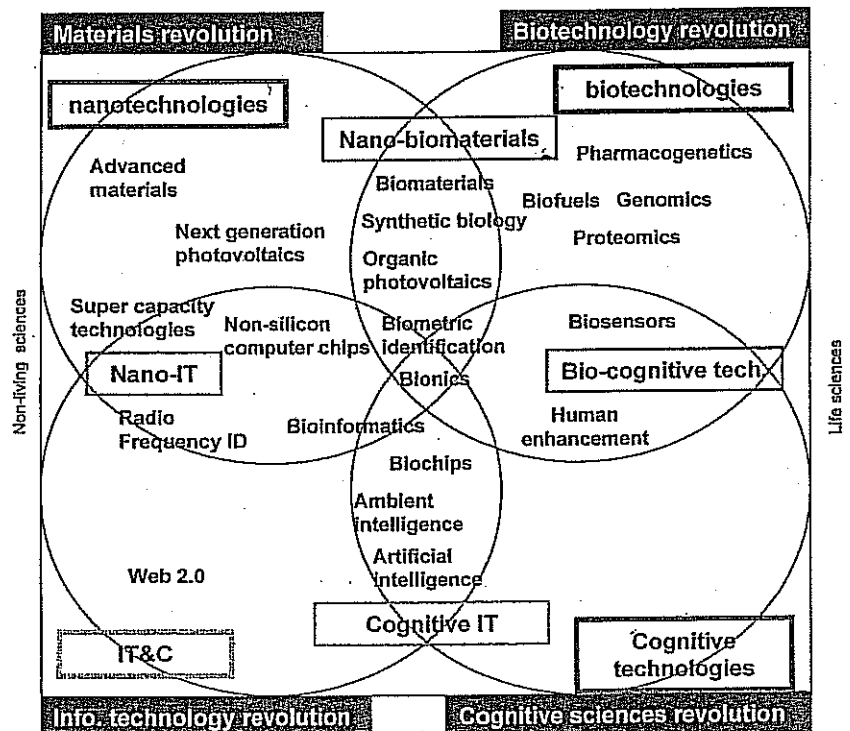 Materials revolution
Biotechnology revolution
nanotechnologies
biotechnologies
Nano-biomaterials
Pharmacogenetics
Advanced
materials
Biomaterials
Biofuels Genomics
Synthetic biology
Next generation
photovoltaics
Proteomics
Organic
photovoltaics
Super capacity
technologies
Non-silicon
computer chips
Biometric
identification
Biosensors
Non-living sciences
Life sciences
Nano-IT
Bionics
Bio-cognitive tech.
Radio
Frequency ID
Bioinformatics
Human
enhancement
Biochips
Ambient
intelligence
Artificial
intelligence
Web 2.0
Cognitive IT
IT&C
Cognitive
technologies
Info. technology revolution
Cognitive sciences revolution